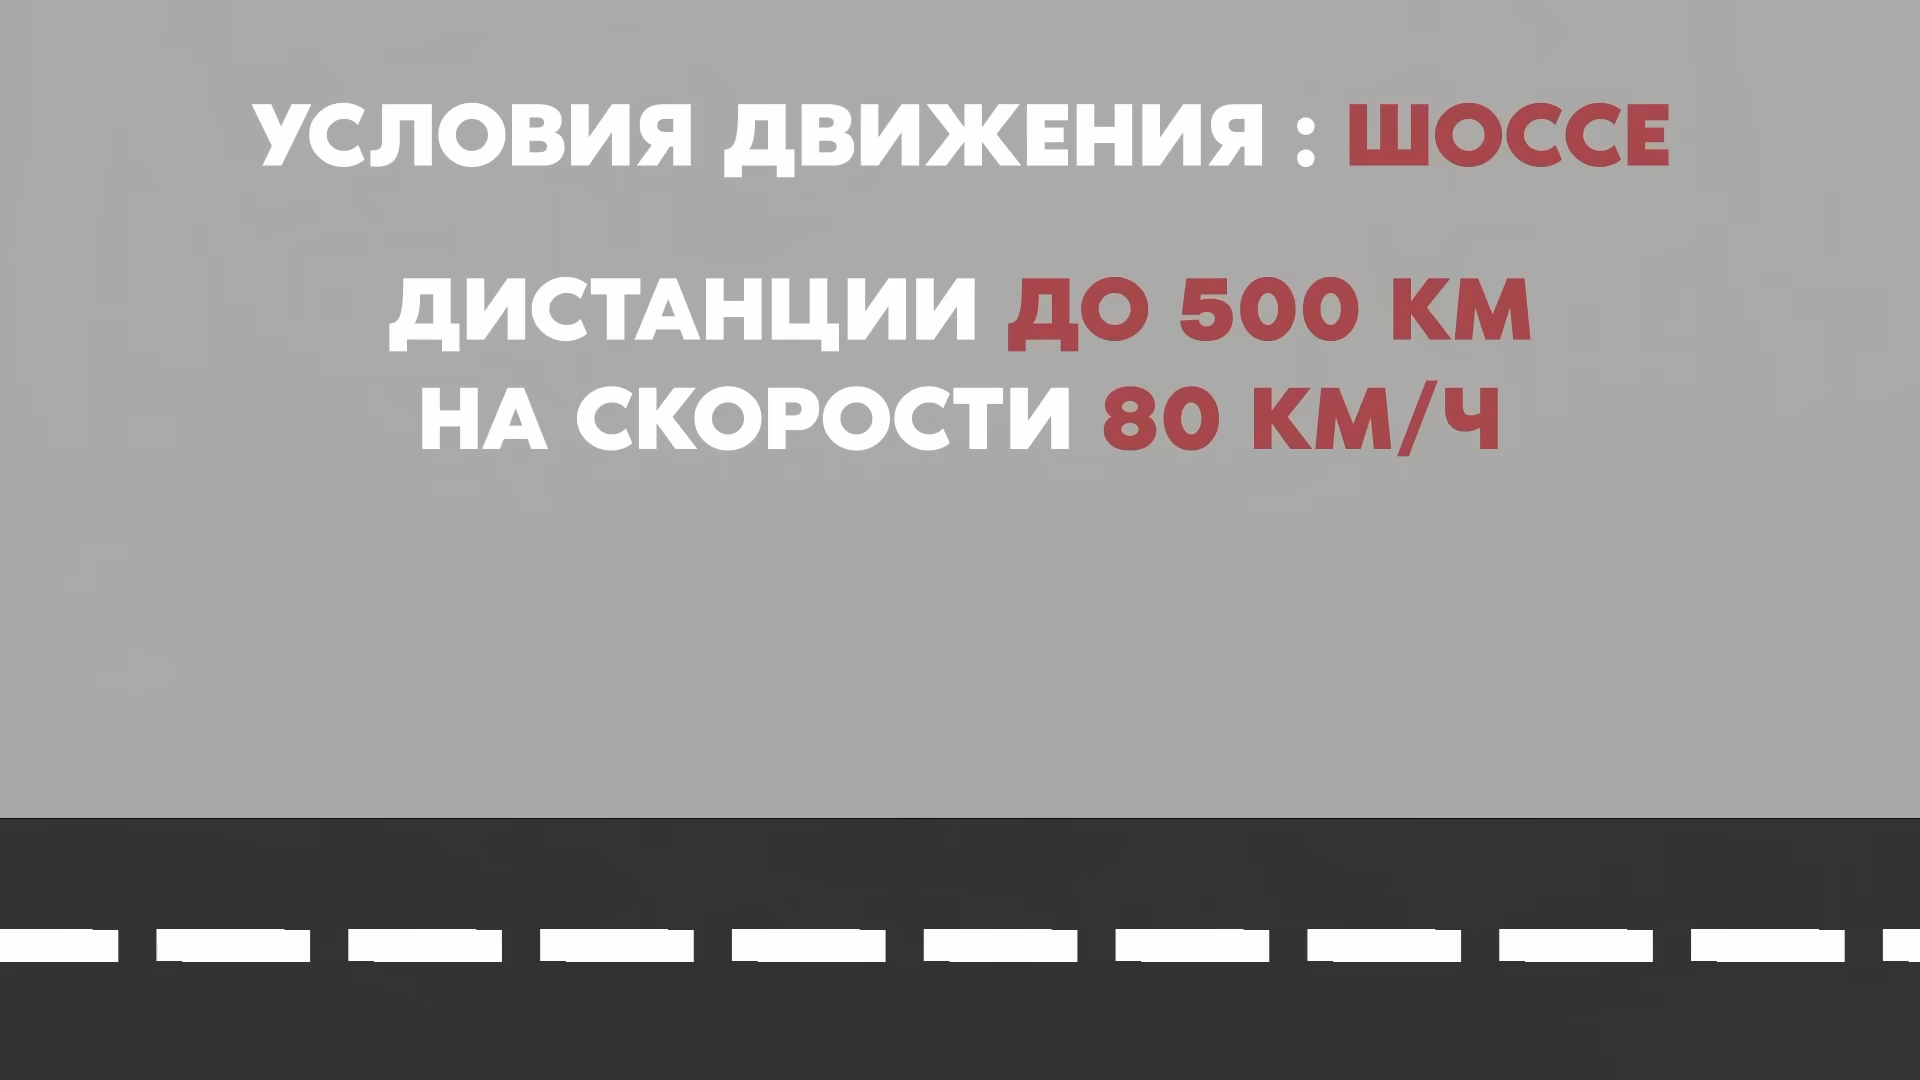 УСЛОВИЯ ДВИЖЕНИЯ : ШОССЕ
ДИСТАНЦИИ ДО 500 КМ
НА СКОРОСТИ 80 КМ/Ч